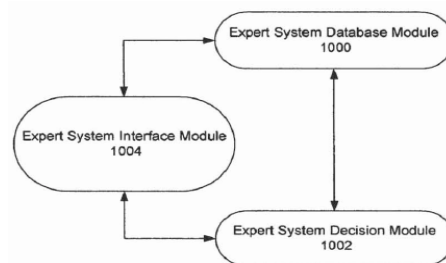 Expert System Database Module
1000
Expert System Interface Module
1004
Expert System Decision Module
1002